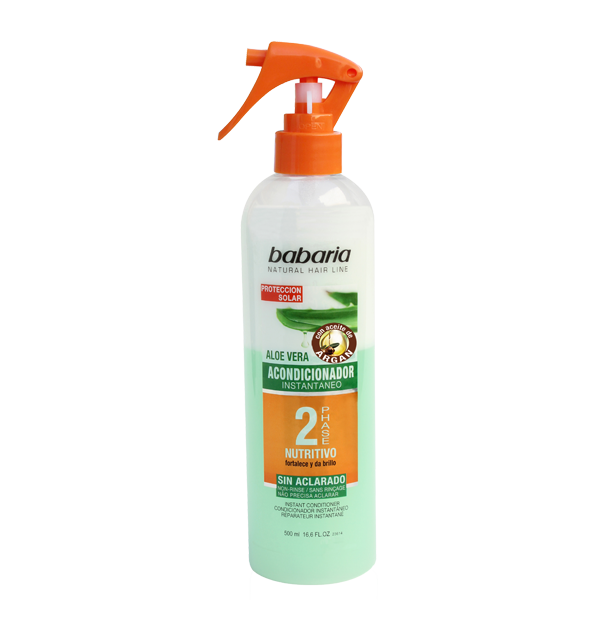 babaria
NATURAL HAIR LINE
PROTECCION
SOLAR
con aceite de
ARGAN
ALOE VERA
ACONDICIONADOR
INSTANTANEO
2 PHASE
NUTRITIVO
fortalece y da brillo
SIN ACLARADO
NON-RINSE / SANS RINÇAGE
NÃO PRECISA ACLARAR
INSTANT CONDITIONER
CONDICIONADOR INSTANTÁNEO
REPARATEUR INSTANTANÉ
500 ml 16.6 FL.OZ